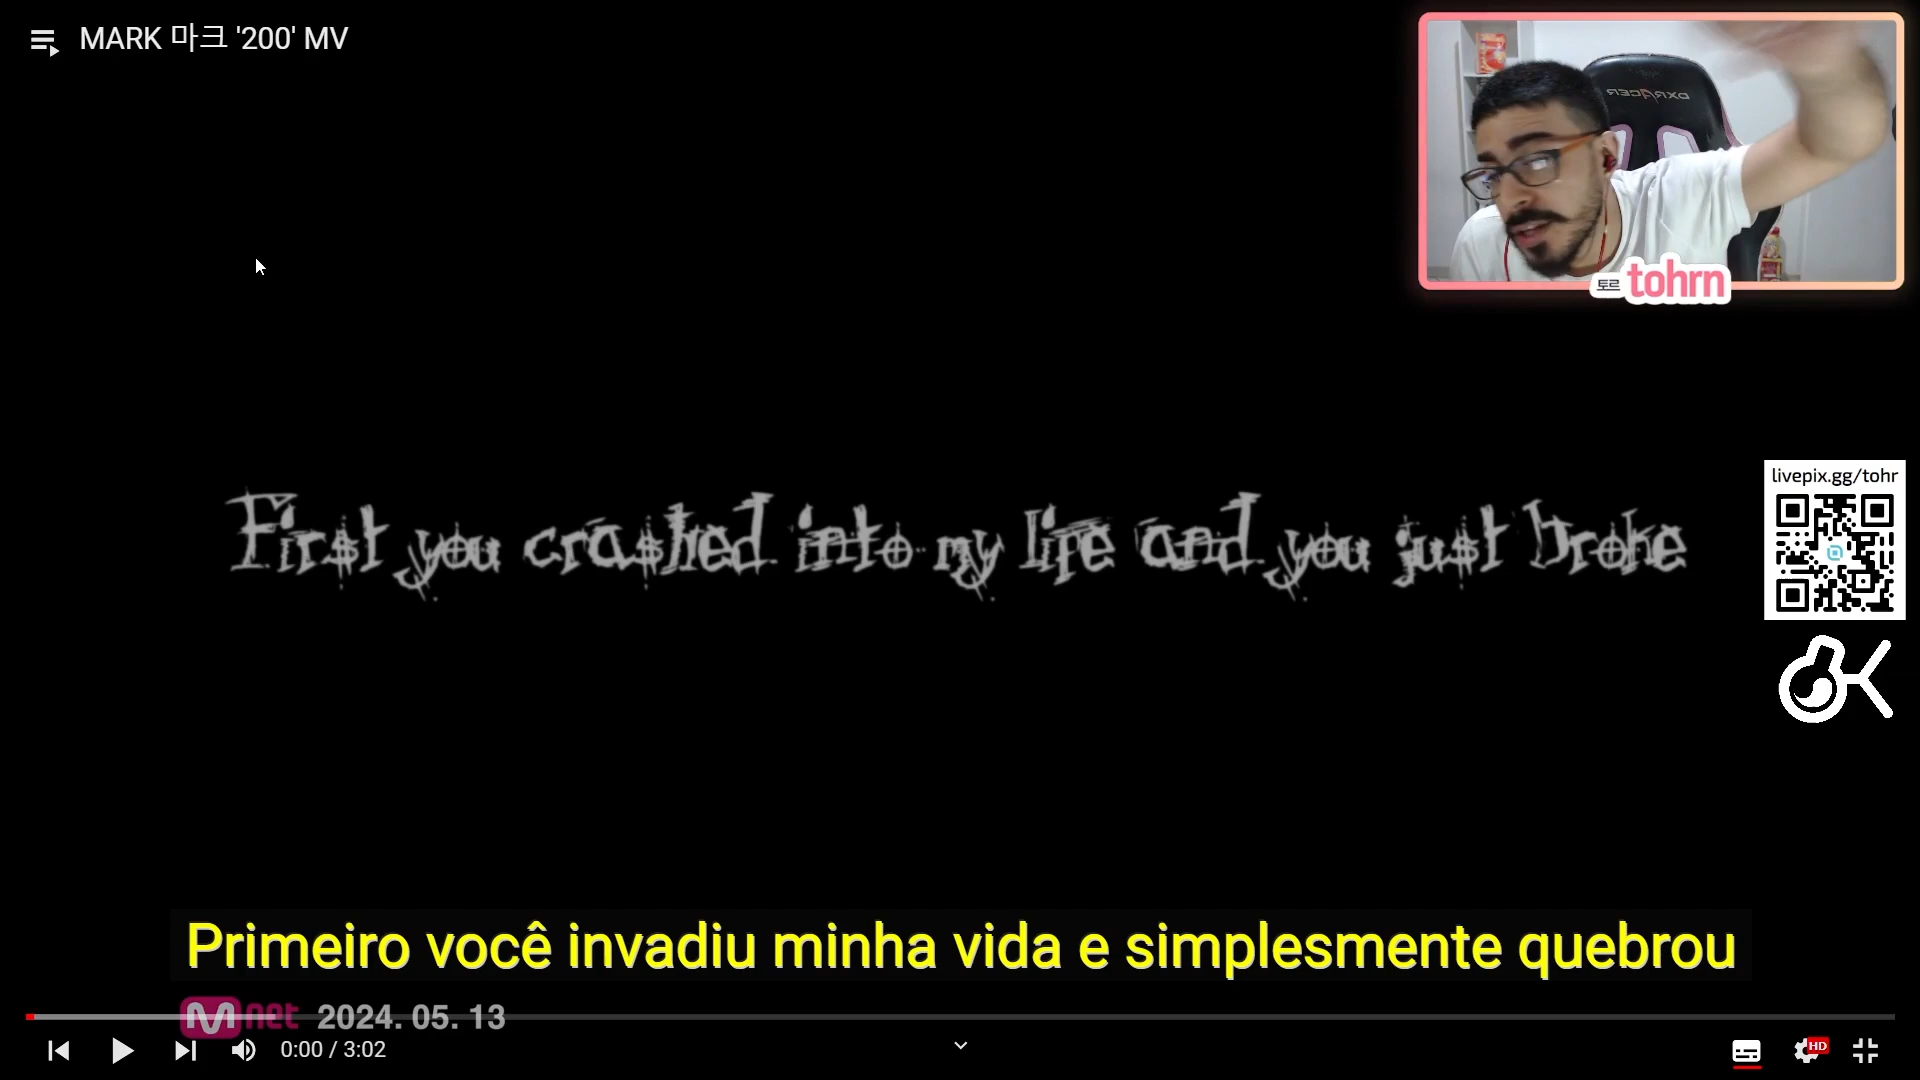 MARK 마크 '200' MV
DXRACER
토르 tohrn
livepix.gg/tohr
First you crashed into my life and you just broke
Primeiro você invadiu minha vida e simplesmente quebrou
Mnet 2024. 05. 13
0:00 / 3:02
HD